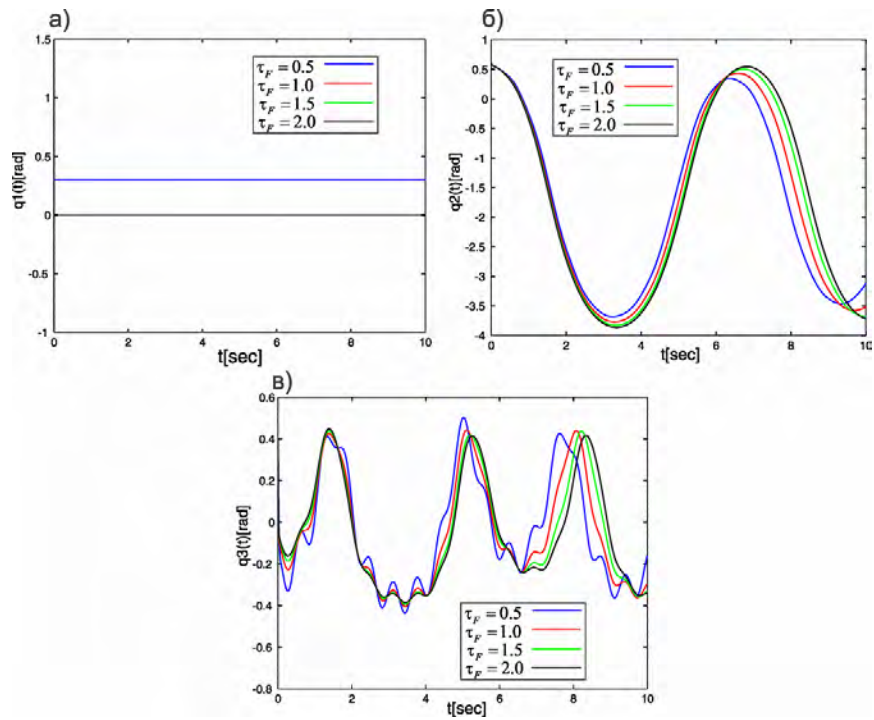 а)
1.5
1
0.5
0
-0.5
-1
q1(t)[rad]
τF = 0.5
τF = 1.0
τF = 1.5
τF = 2.0
0 2 4 6 8 10
t[sec]
б)
1
0.5
0
-0.5
-1
-1.5
-2
-2.5
-3
-3.5
-4
q2(t)[rad]
τF = 0.5
τF = 1.0
τF = 1.5
τF = 2.0
0 2 4 6 8 10
t[sec]
в)
0.6
0.4
0.2
0
-0.2
-0.4
-0.6
-0.8
q3(t)[rad]
τF = 0.5
τF = 1.0
τF = 1.5
τF = 2.0
0 2 4 6 8 10
t[sec]